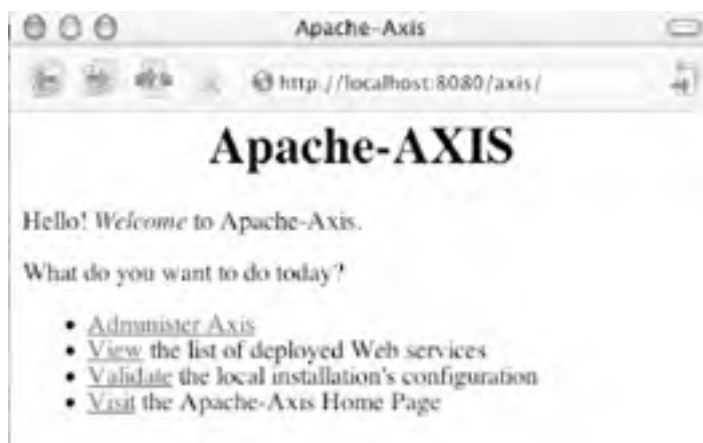 Apache-Axis
http://localhost:8080/axis/
Apache-AXIS
Hello! Welcome to Apache-Axis.
What do you want to do today?
• Administer Axis
• View the list of deployed Web services
• Validate the local installation's configuration
• Visit the Apache-Axis Home Page